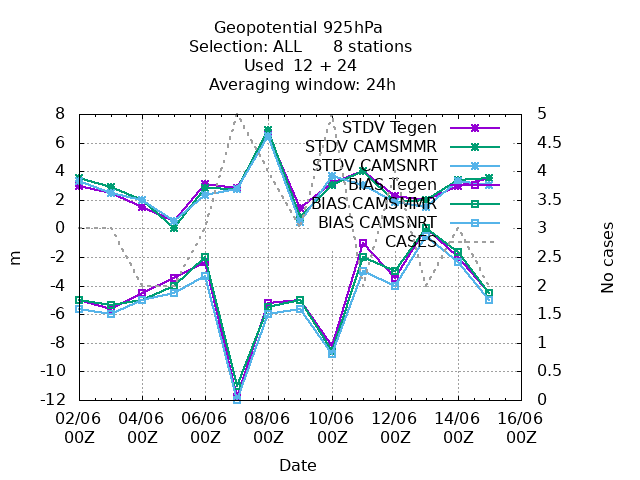 Geopotential 925hPa
Selection: ALL 8 stations
Used 12 + 24
Averaging window: 24h
8
6
4
2
0
-2
-4
-6
-8
-10
-12
m
STDV Tegen
STDV CAMSMMR
STDV CAMSNRT
BIAS Tegen
BIAS CAMSMMR
BIAS CAMSNRT
CASES
5
4.5
4
3.5
3
2.5
2
1.5
1
0.5
0
No cases
02/06 04/06 06/06 08/06 10/06 12/06 14/06 16/06
00Z 00Z 00Z 00Z 00Z 00Z 00Z 00Z
Date